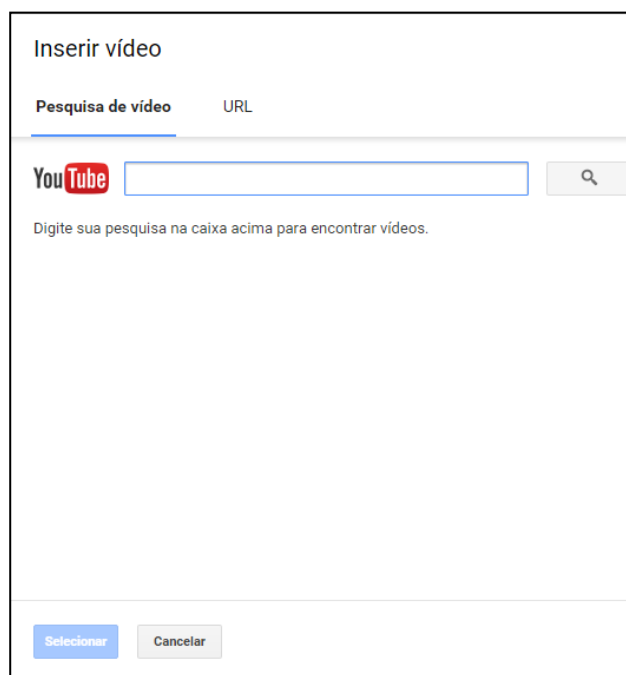 Inserir vídeo
Pesquisa de vídeo URL
YouTube
Digite sua pesquisa na caixa acima para encontrar vídeos.
Selecionar Cancelar